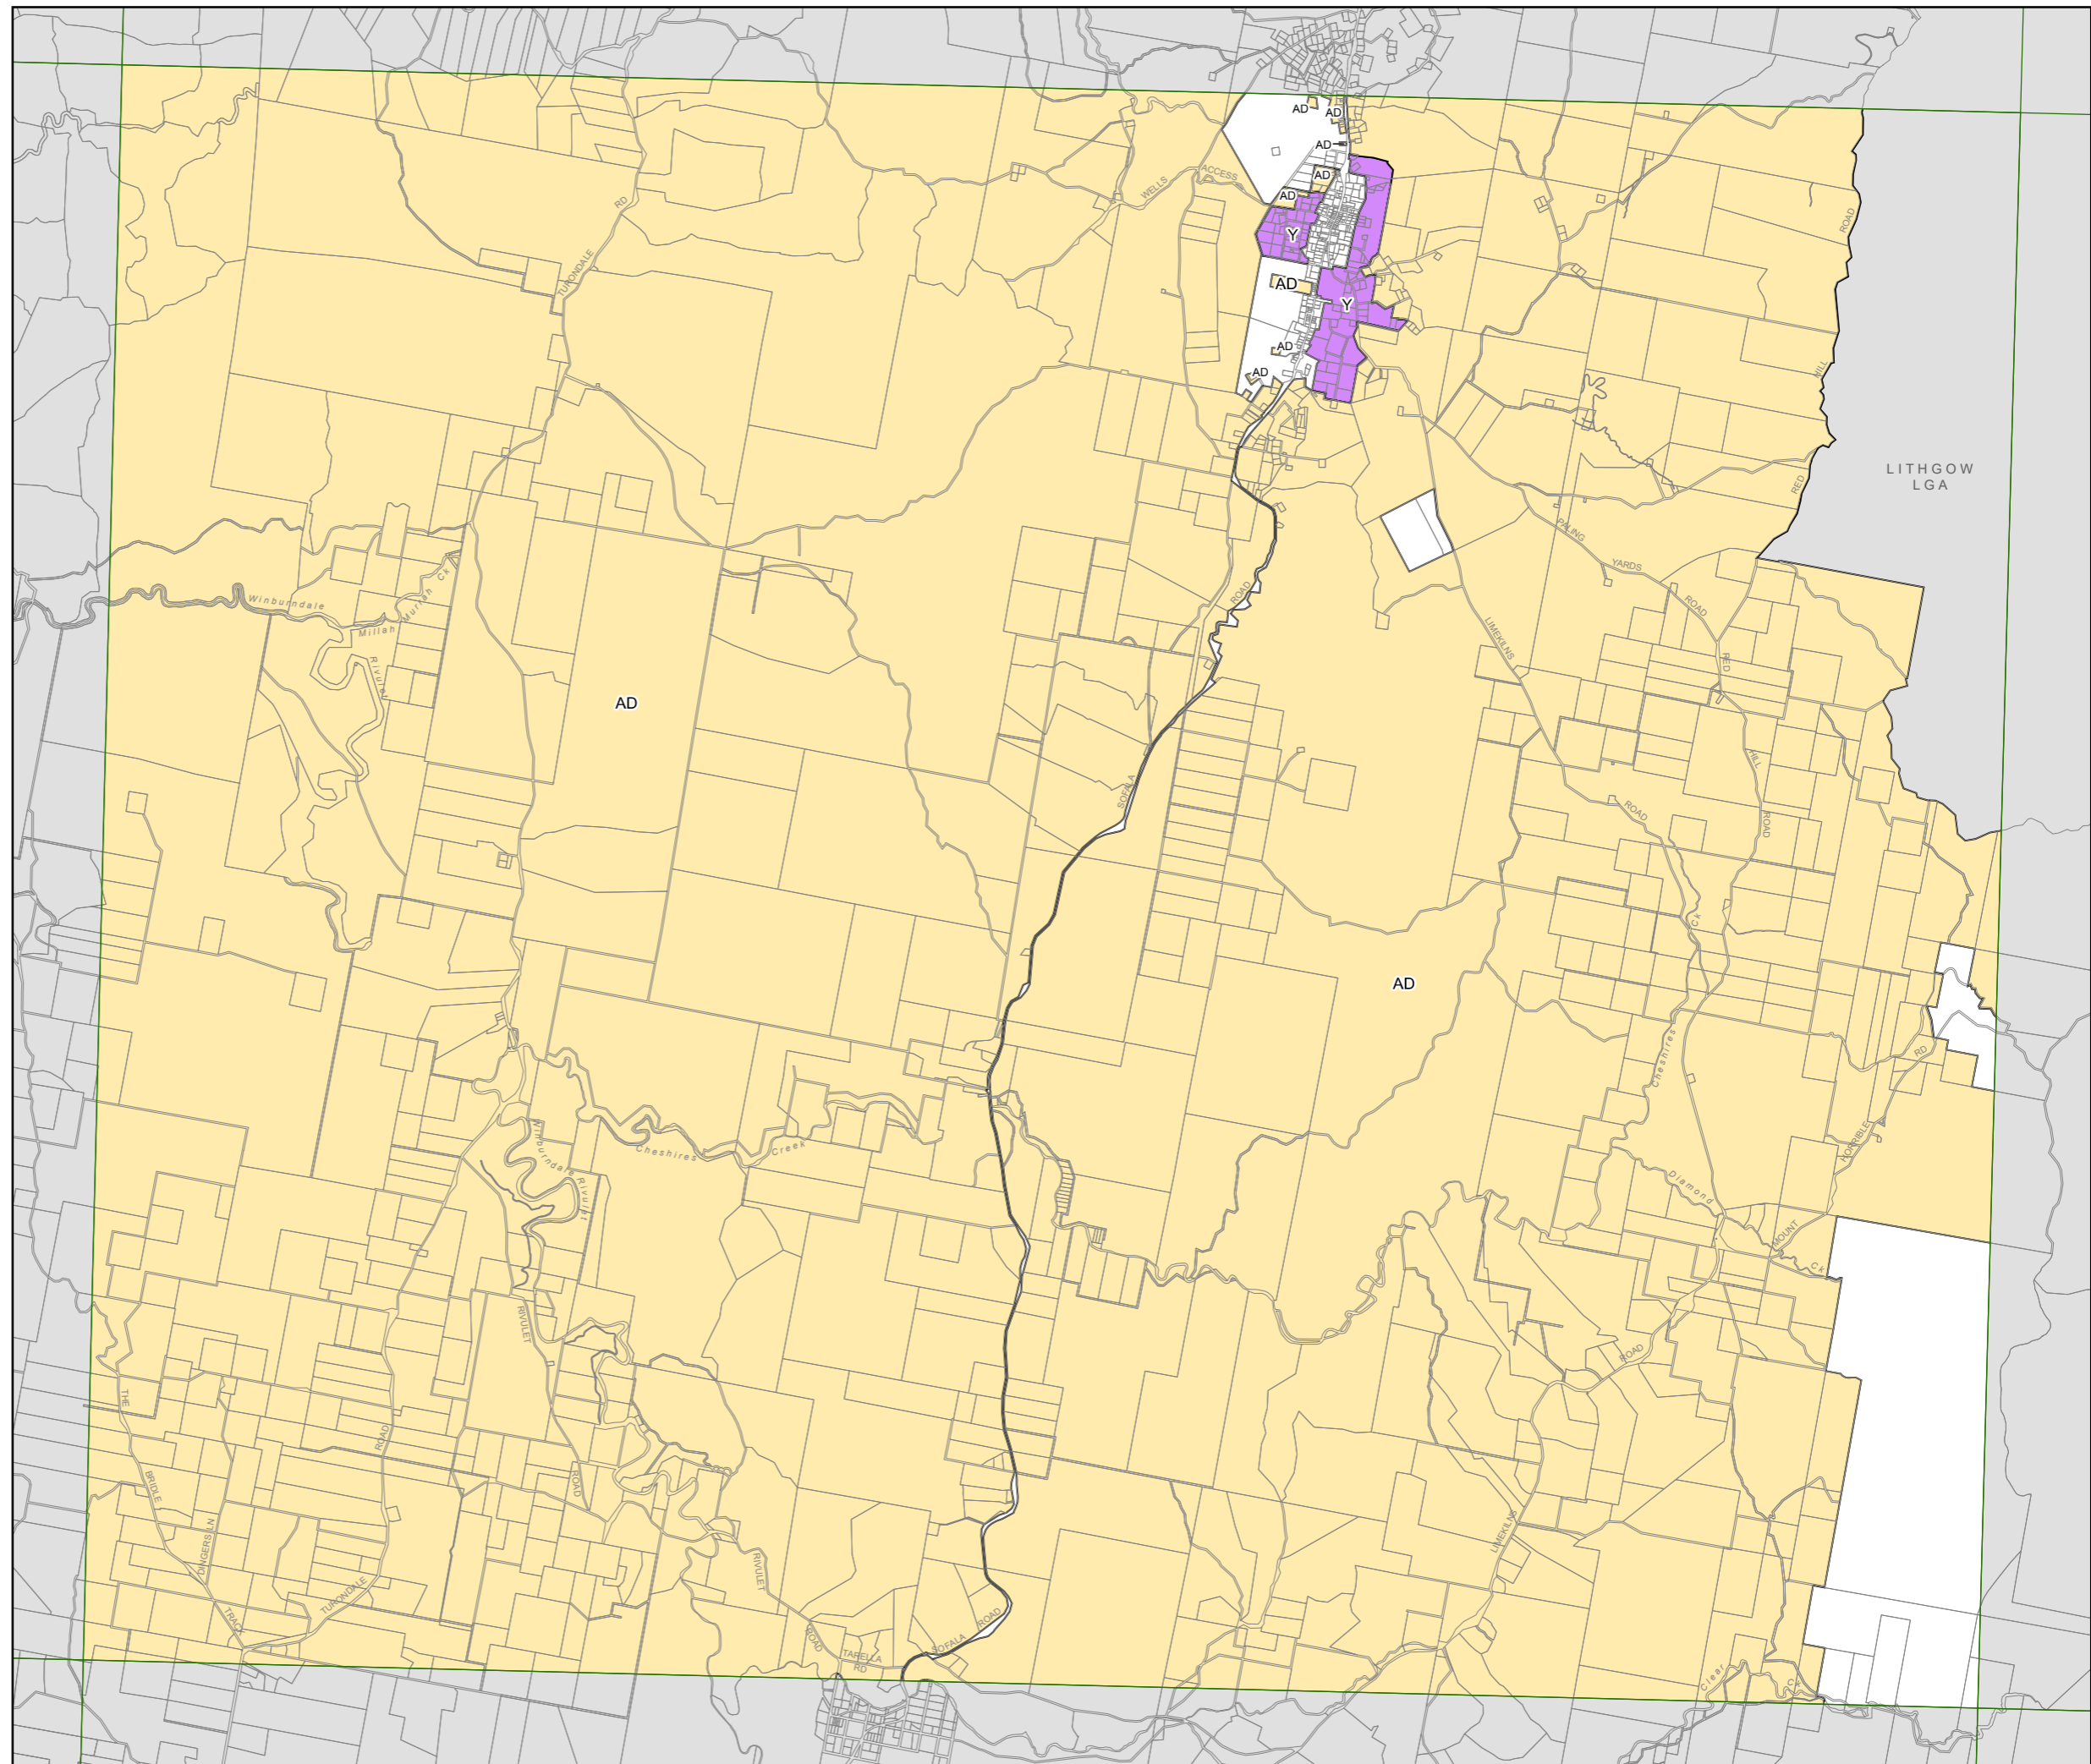 AD
AD
AD
AD
ACCESS
WELLS
AD
RD
ROAD
Y
TURONDALE
AD
Y
AD
HILL
AD
LITHGOW
LGA
RED
PALING
YARDS
Ck
ROAD
ROAD
Winburndale
Murrah
Millah
LIMEKILNS
RED
Rivulet
AD
HILL
SOFALA
ROAD
ROAD
Ck
AD
Cheshires
RD
HORRIBLE
Winburndale
Cheshires
Creek
Rivulet
Diamond
MOUNT
Ck
RIVULET
ROAD
THE
ROAD
BRIDLE
ROAD
LIMEKILNS
DINGERS LN
RIVULET
TURONDALE
TRACK
ROAD
SOFALA
ROAD
TARELLA
RD
Clear
Ck